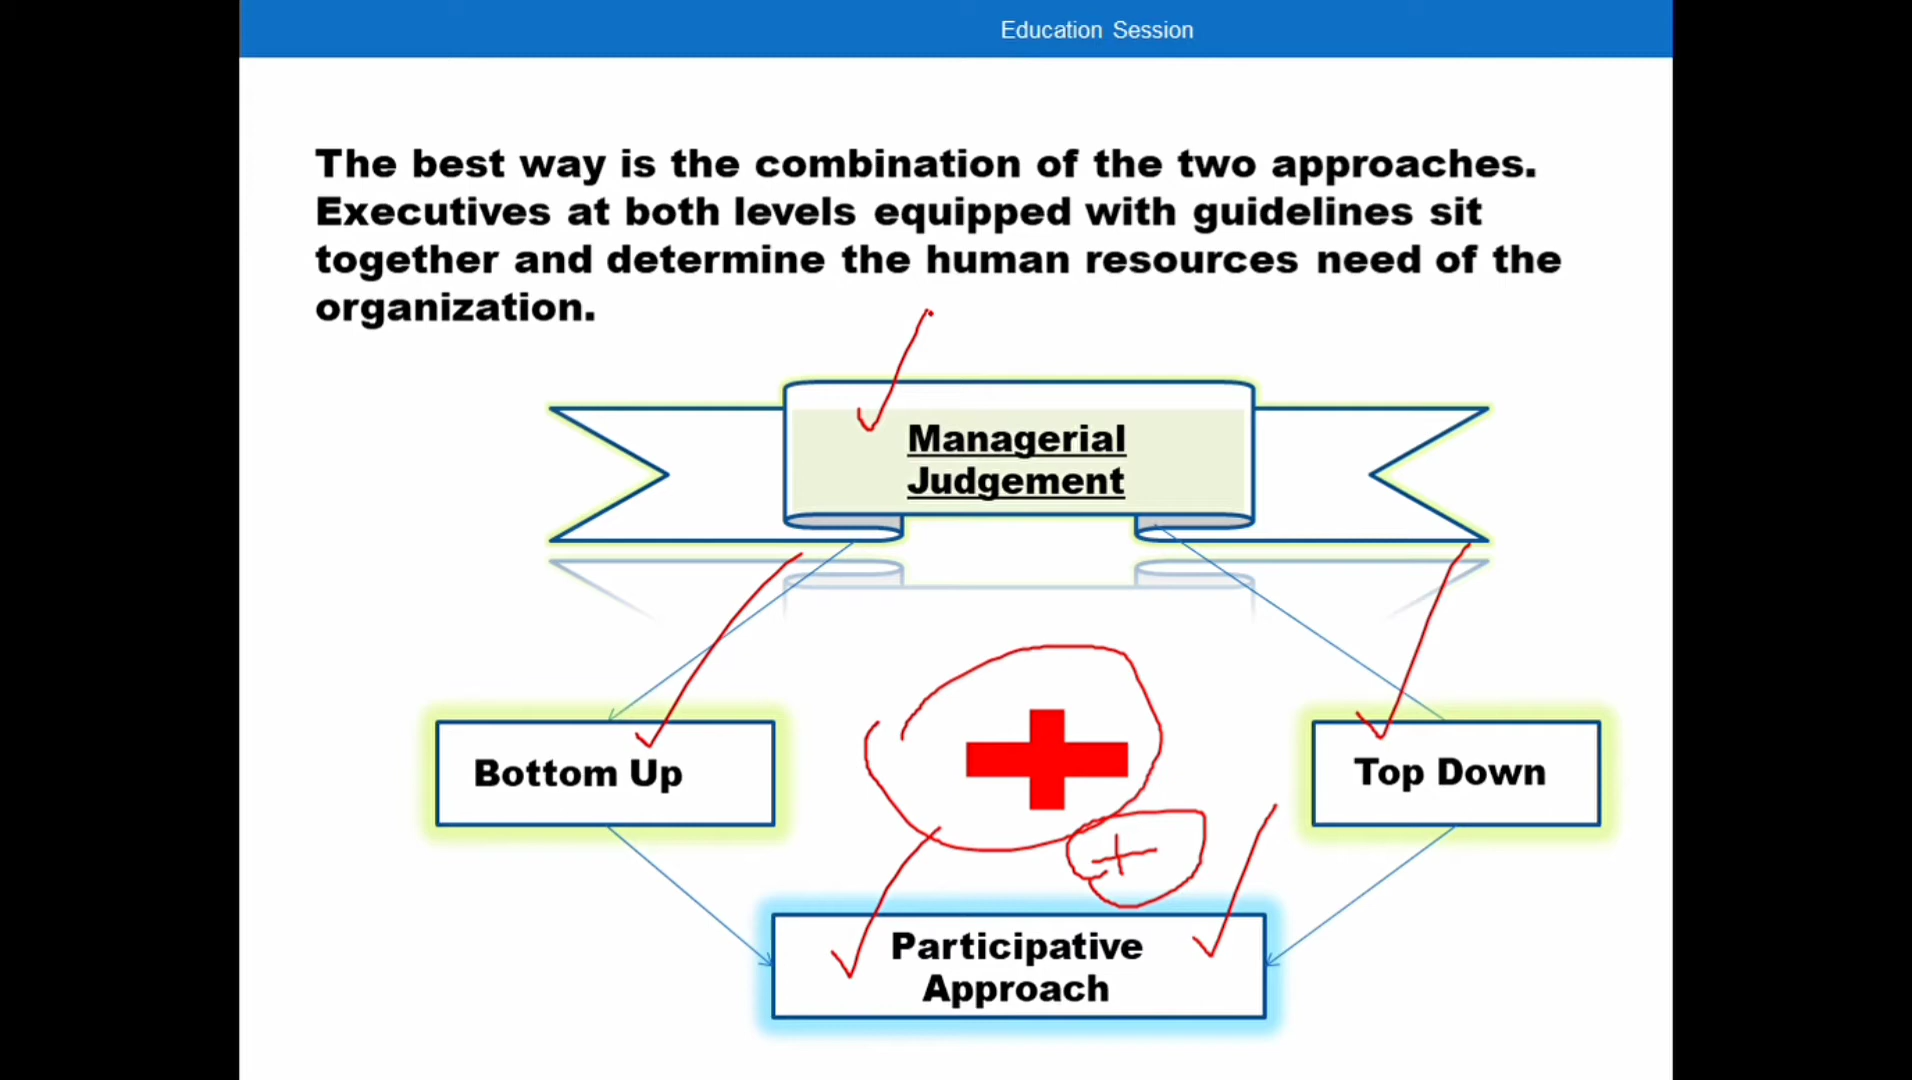 Education Session
The best way is the combination of the two approaches.
Executives at both levels equipped with guidelines sit
together and determine the human resources need of the
organization.
Managerial
Judgement
Bottom Up
Top Down
Participative
Approach